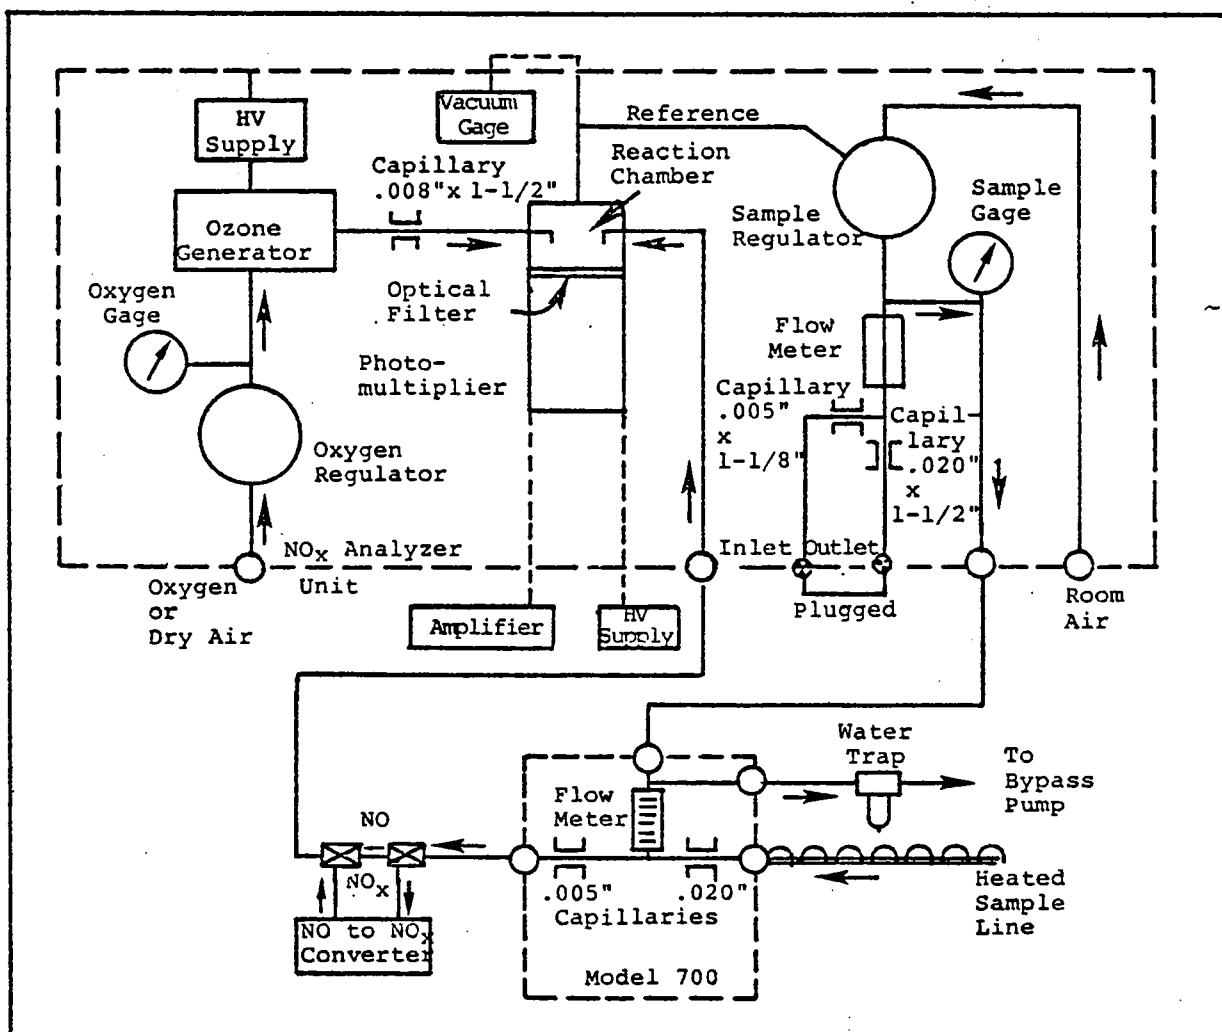 HV
Supply
Vacuum
Gage
Reference
Capillary
.008"x 1-1/2"
Reaction
Chamber
Sample
Regulator
Sample
Gage
Ozone
Generator
Oxygen
Gage
Optical
Filter
Flow
Meter
Photo-
multiplier
Capillary
.005"
x
1-1/8"
Capil-
lary
.020"
x
1-1/2"
Oxygen
Regulator
NOx Analyzer
Unit
Inlet Outlet
Plugged
Oxygen
or
Dry Air
Room
Air
Amplifier
HV
Supply
Water
Trap
To
Bypass
Pump
Flow
Meter
NO
NOx
.005"
.020"
Capillaries
Heated
Sample
Line
NO to NOx
Converter
Model 700